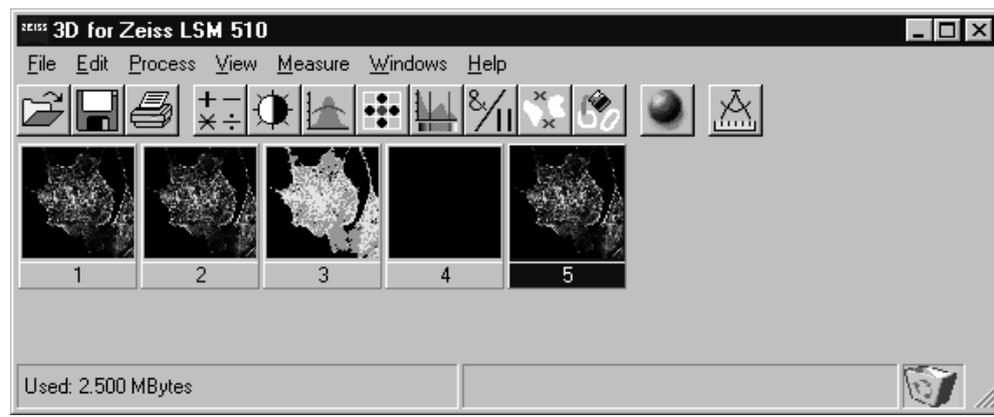 ZEISS 3D for Zeiss LSM 510
File Edit Process View Measure Windows Help
1 2 3 4 5
Used: 2.500 MBytes